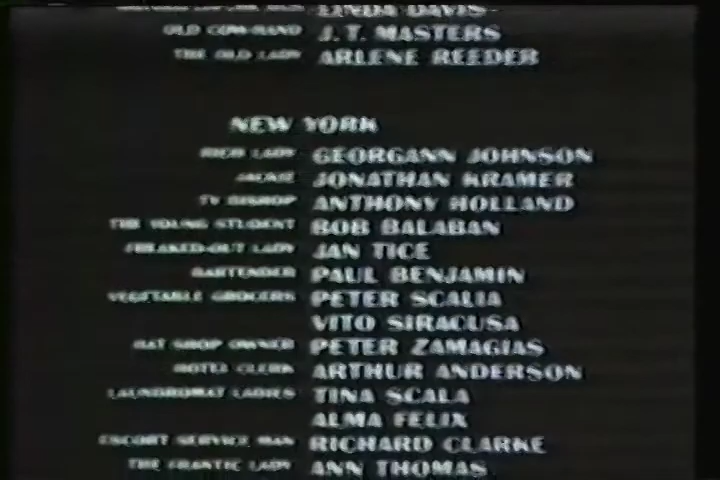 LINDA DAVIS
OLD COW-HAND J. T. MASTERS
THE OLD LADY ARLENE REEDER
NEW YORK
RICH LADY GEORGANN JOHNSON
JACKIE JONATHAN KRAMER
TV BISHOP ANTHONY HOLLAND
THE YOUNG STUDENT BOB BALABAN
FREAKED-OUT LADY JAN TICE
BARTENDER PAUL BENJAMIN
VEGETABLE GROCERS PETER SCALIA
VITO SIRACUSA
HAT SHOP OWNER PETER ZAMAGIAS
HOTEL CLERK ARTHUR ANDERSON
LAUNDROMAT LADIES TINA SCALA
ALMA FELIX
ESCORT SERVICE MAN RICHARD CLARKE
THE FRANTIC LADY ANN THOMAS